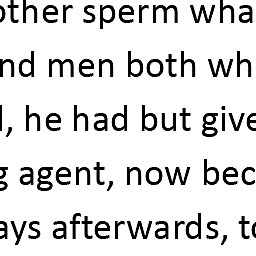 other sperm wha
nd men both wh
l, he had but give
g agent, now bec
ays afterwards, to